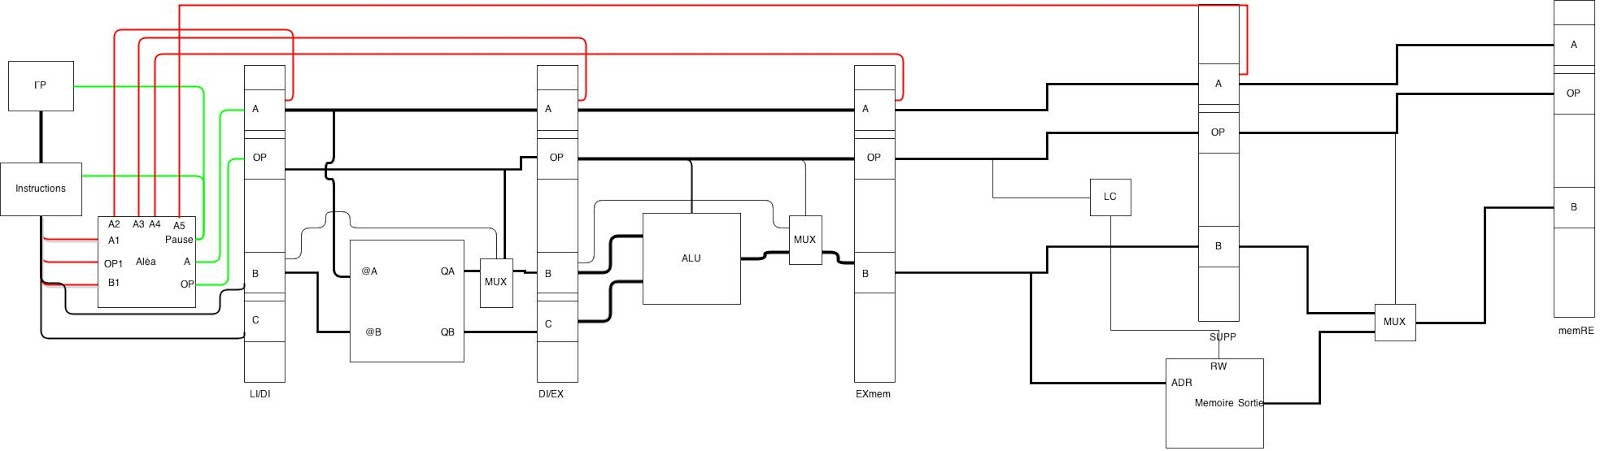 A2 A3 A4 A5
ΓP
Instructions
A1
Pause
OP1
Aléa
A
B1
OP
A
OP
B
C
LI/DI
@A
QA
@B
QB
MUX
A
OP
B
C
DI/EX
ALU
MUX
A
OP
B
EXmem
LC
A
OP
B
SUPP
RW
ADR
Memoire Sortie
MUX
A
OP
B
memRE